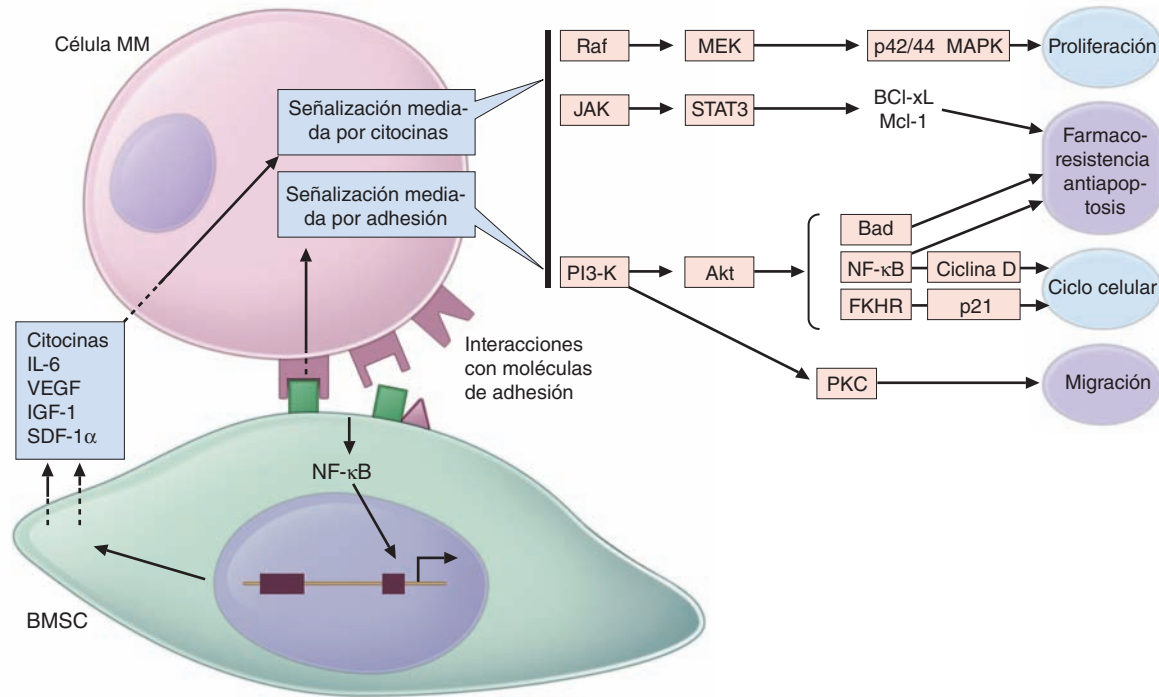 Célula MM
Señalización media-
da por citocinas
Señalización media-
da por adhesión
Citocinas
IL-6
VEGF
IGF-1
SDF-1α
Interacciones
con moléculas
de adhesión
NF-κB
BMSC
Raf
MEK
p42/44 MAPK
Proliferación
JAK
STAT3
BCl-xL
Mcl-1
Farmaco-
resistencia
antiapop-
tosis
PI3-K
Akt
Bad
NF-κB
Ciclina D
FKHR
p21
Ciclo celular
PKC
Migración